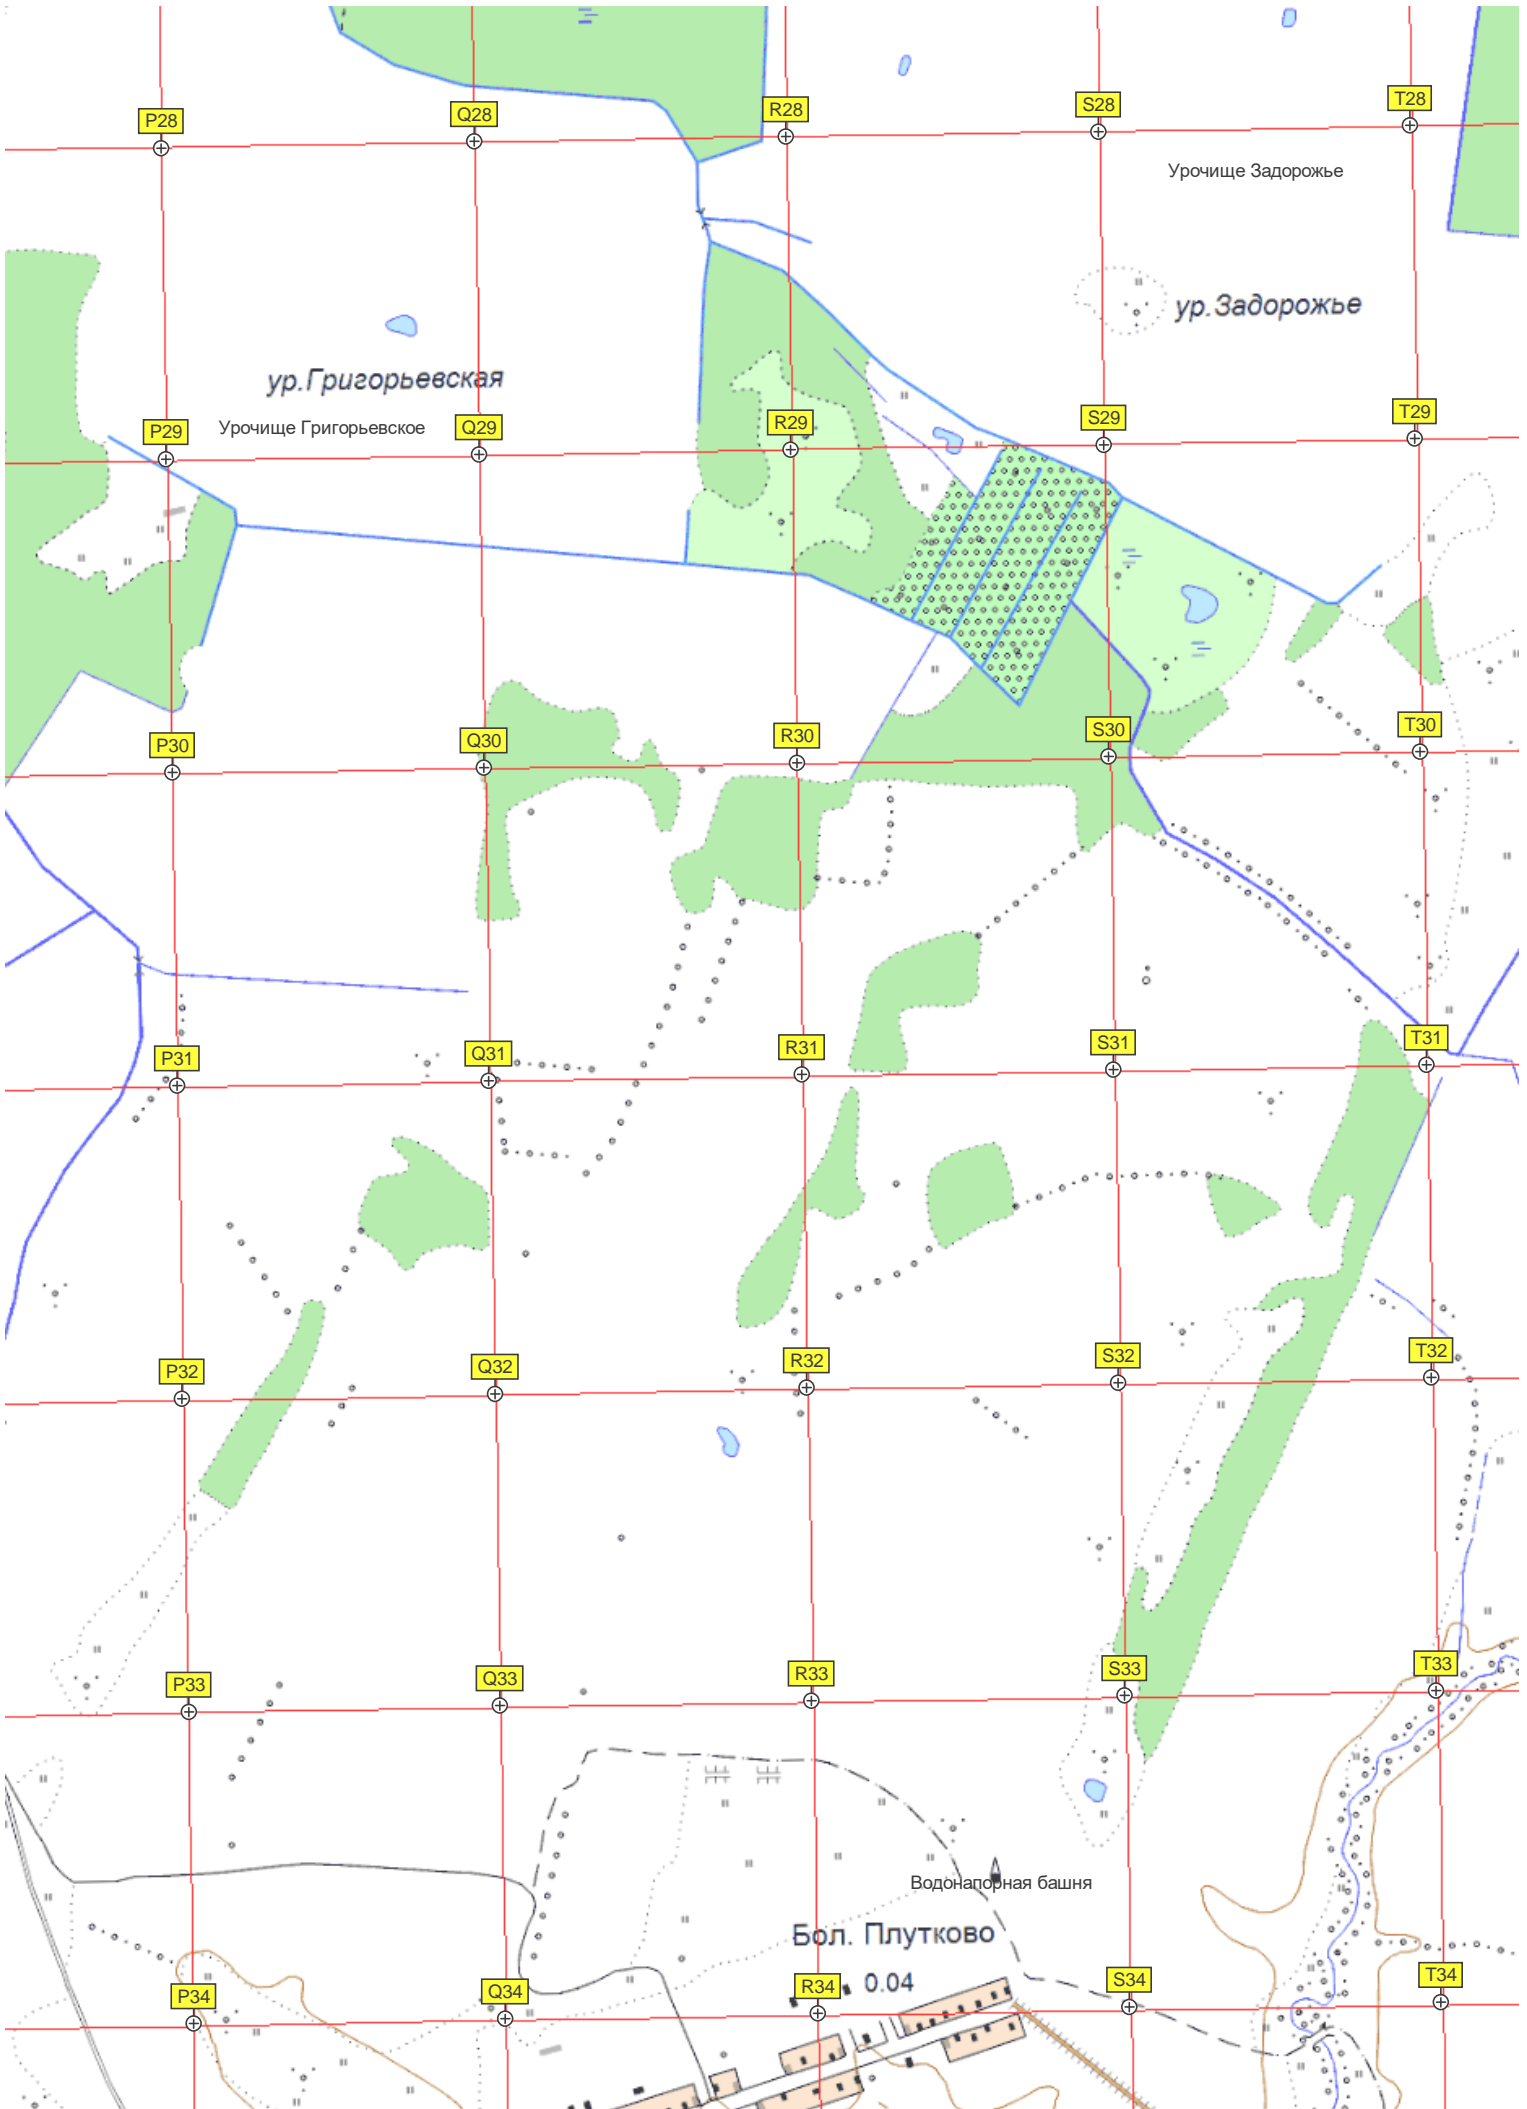 P28
Q28
R28
S28
T28
Урочище Задорожье
ур.Задорожье
ур.Григорьевская
Урочище Григорьевское
P29
Q29
R29
S29
T29
P30
Q30
R30
S30
T30
P31
Q31
R31
S31
T31
P32
Q32
R32
S32
T32
P33
Q33
R33
S33
T33
Водонапорная башня
Бол. Плутково
0.04
P34
Q34
R34
S34
T34